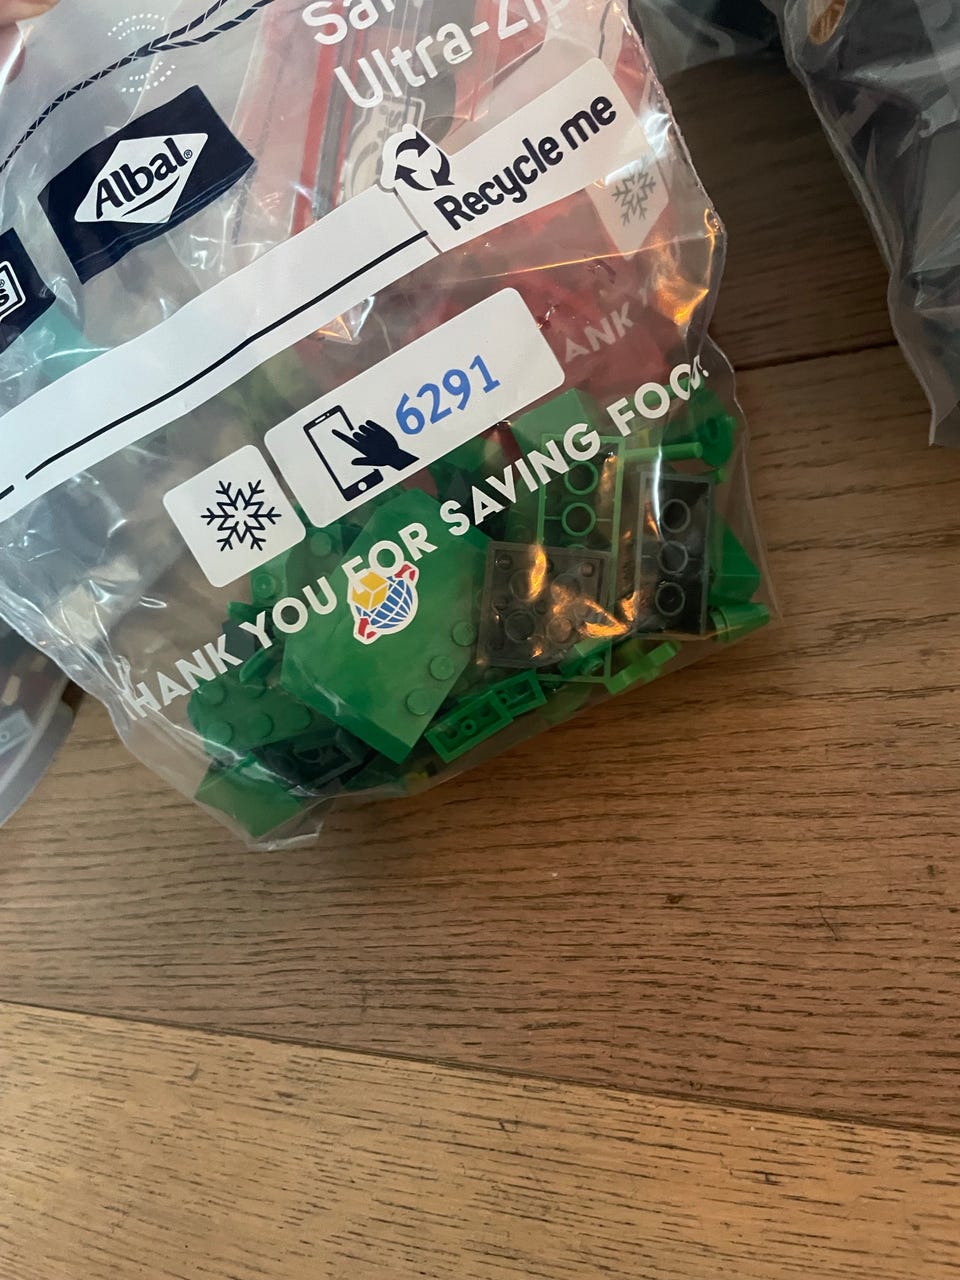 Ultra-Zip
Albal®
Recycle me
ANK
6291
THANK YOU FOR SAVING FOOD!